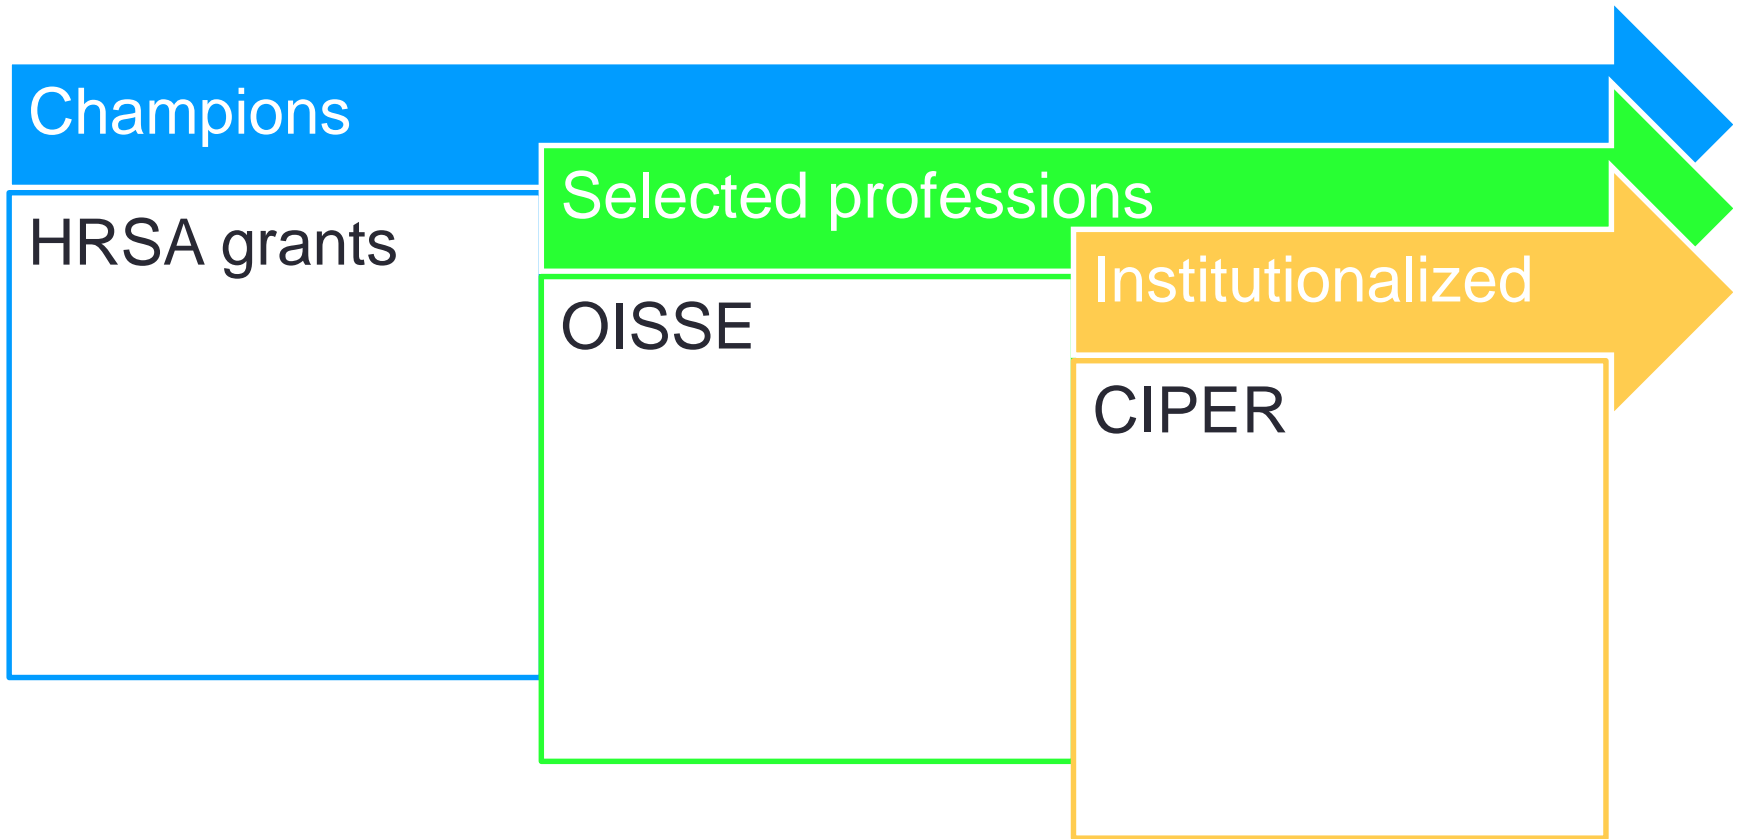 Champions
HRSA grants
Selected professions
OISSE
Institutionalized
CIPER